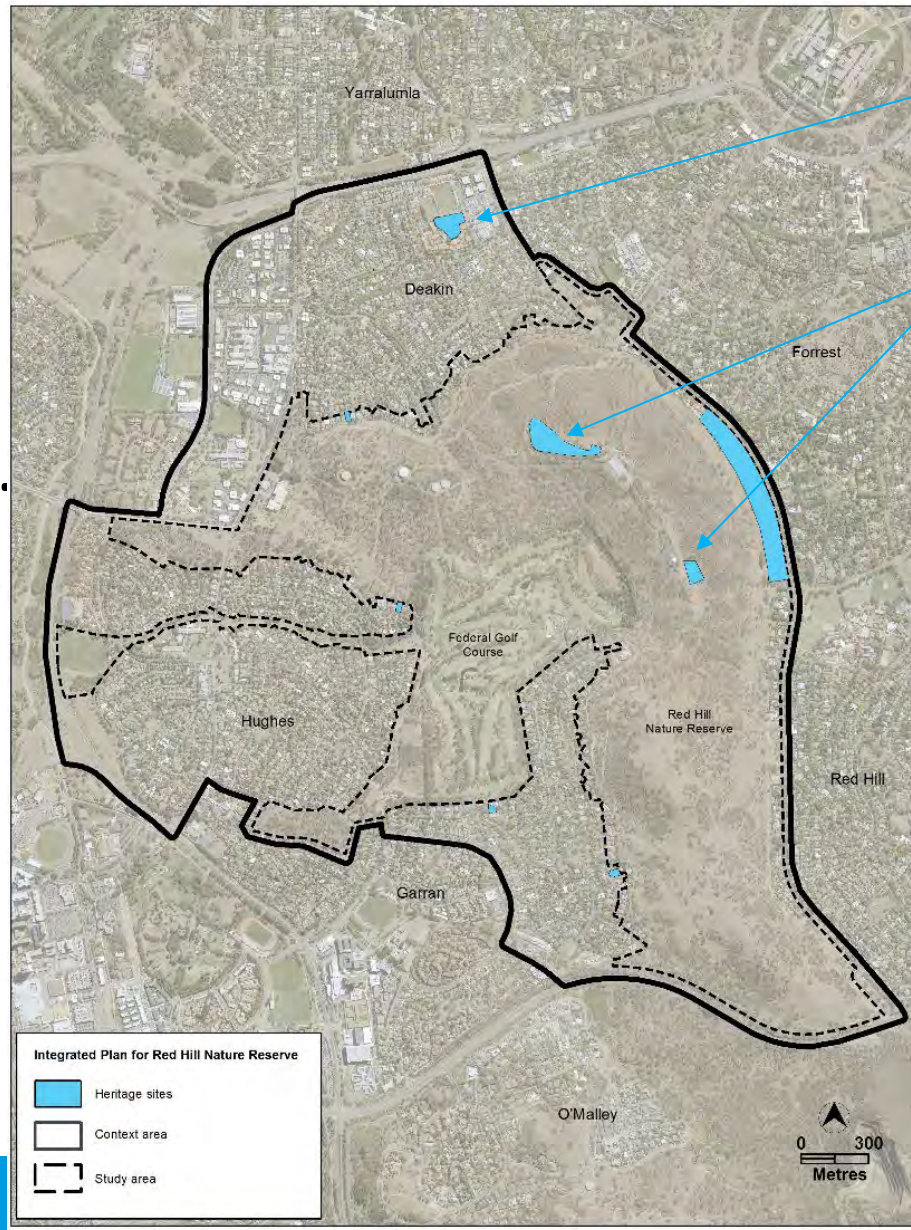 Yarralumla
Deakin
Forrest
Federal Golf
Course
Hughes
Red Hill
Nature Reserve
Red Hill
Garran
O'Malley
Integrated Plan for Red Hill Nature Reserve
Heritage sites
Context area
Study area
0 300
Metres